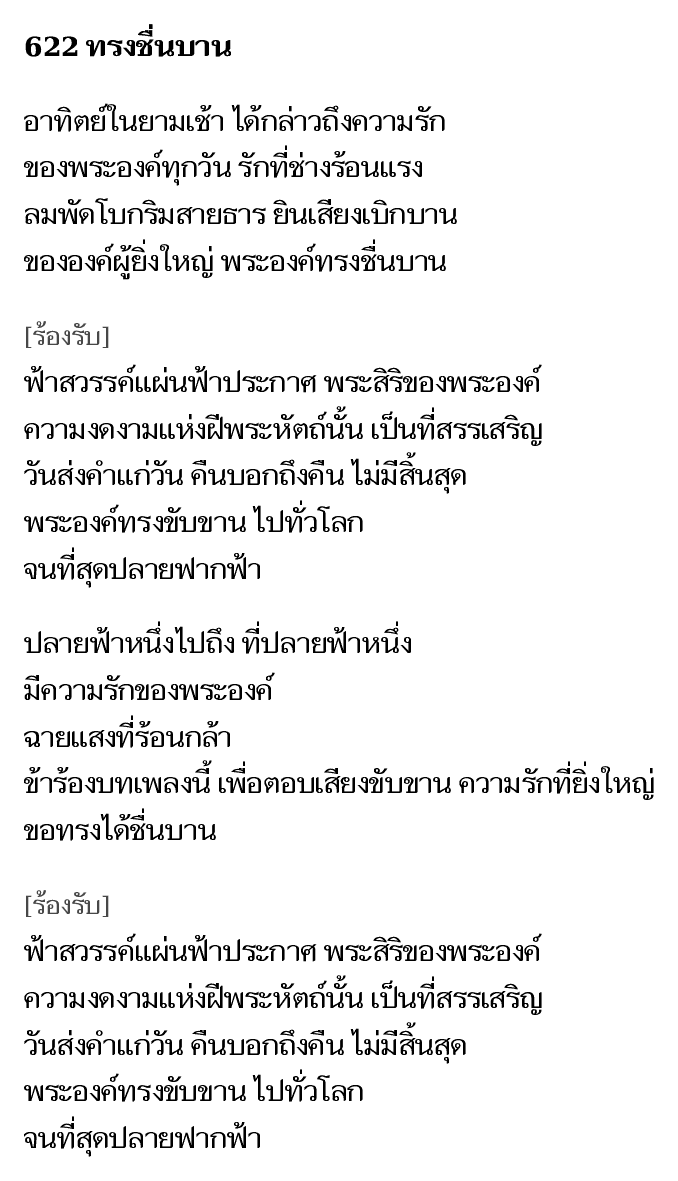 622 ทรงชื่นบาน
อาทิตย์ในยามเช้า ได้กล่าวถึงความรัก
ของพระองค์ทุกวัน รักที่ช่างร้อนแรง
ลมพัดโบกริมสายธาร ยินเสียงเบิกบาน
ขององค์ผู้ยิ่งใหญ่ พระองค์ทรงชื่นบาน
[ร้องรับ]
ฟ้าสวรรค์แผ่นฟ้าประกาศ พระสิริของพระองค์
ความงดงามแห่งฝีพระหัตถ์นั้น เป็นที่สรรเสริญ
วันส่งคำแก่วัน คืนบอกถึงคืน ไม่มีสิ้นสุด
พระองค์ทรงขับขาน ไปทั่วโลก
จนที่สุดปลายฟากฟ้า
ปลายฟ้าหนึ่งไปถึง ที่ปลายฟ้าหนึ่ง
มีความรักของพระองค์
ฉายแสงที่ร้อนกล้า
ข้าร้องบทเพลงนี้ เพื่อตอบเสียงขับขาน ความรักที่ยิ่งใหญ่
ขอทรงได้ชื่นบาน
[ร้องรับ]
ฟ้าสวรรค์แผ่นฟ้าประกาศ พระสิริของพระองค์
ความงดงามแห่งฝีพระหัตถ์นั้น เป็นที่สรรเสริญ
วันส่งคำแก่วัน คืนบอกถึงคืน ไม่มีสิ้นสุด
พระองค์ทรงขับขาน ไปทั่วโลก
จนที่สุดปลายฟากฟ้า